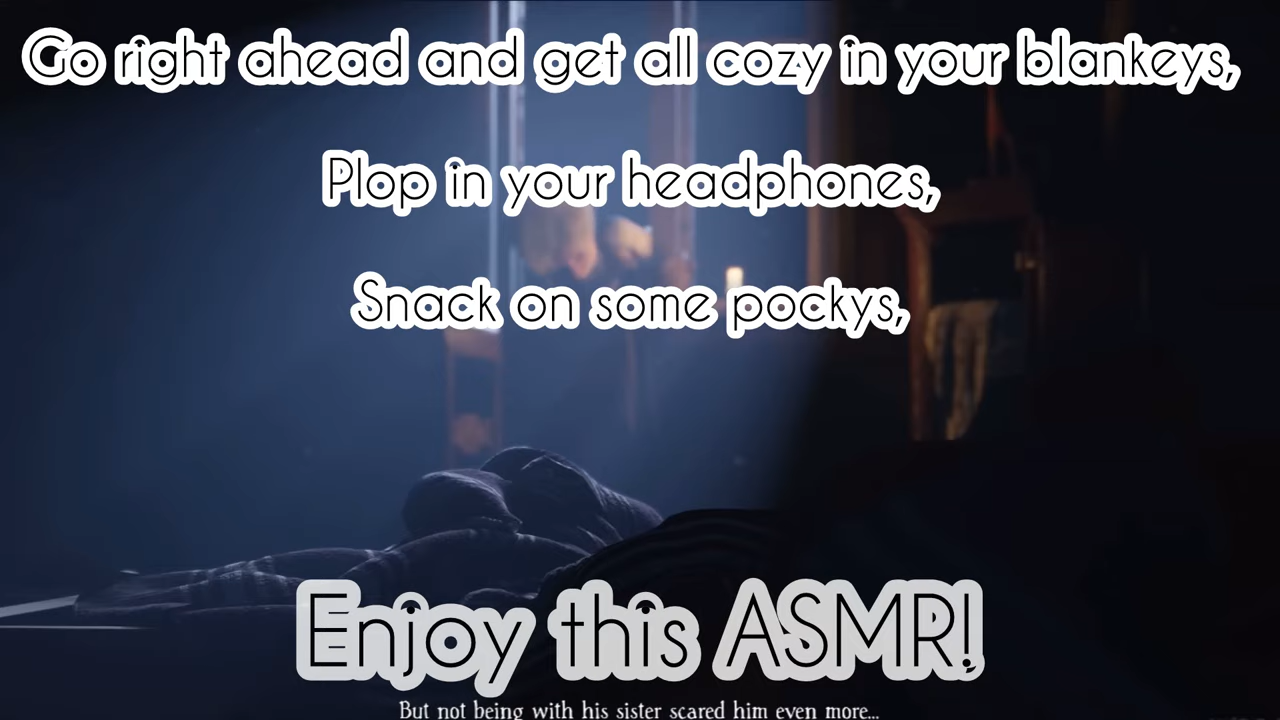 Go right ahead and get all cozy in your blankeys,
Plop in your headphones,
Snack on some pockys,
Enjoy this ASMR!
But not being with his sister scared him even more...